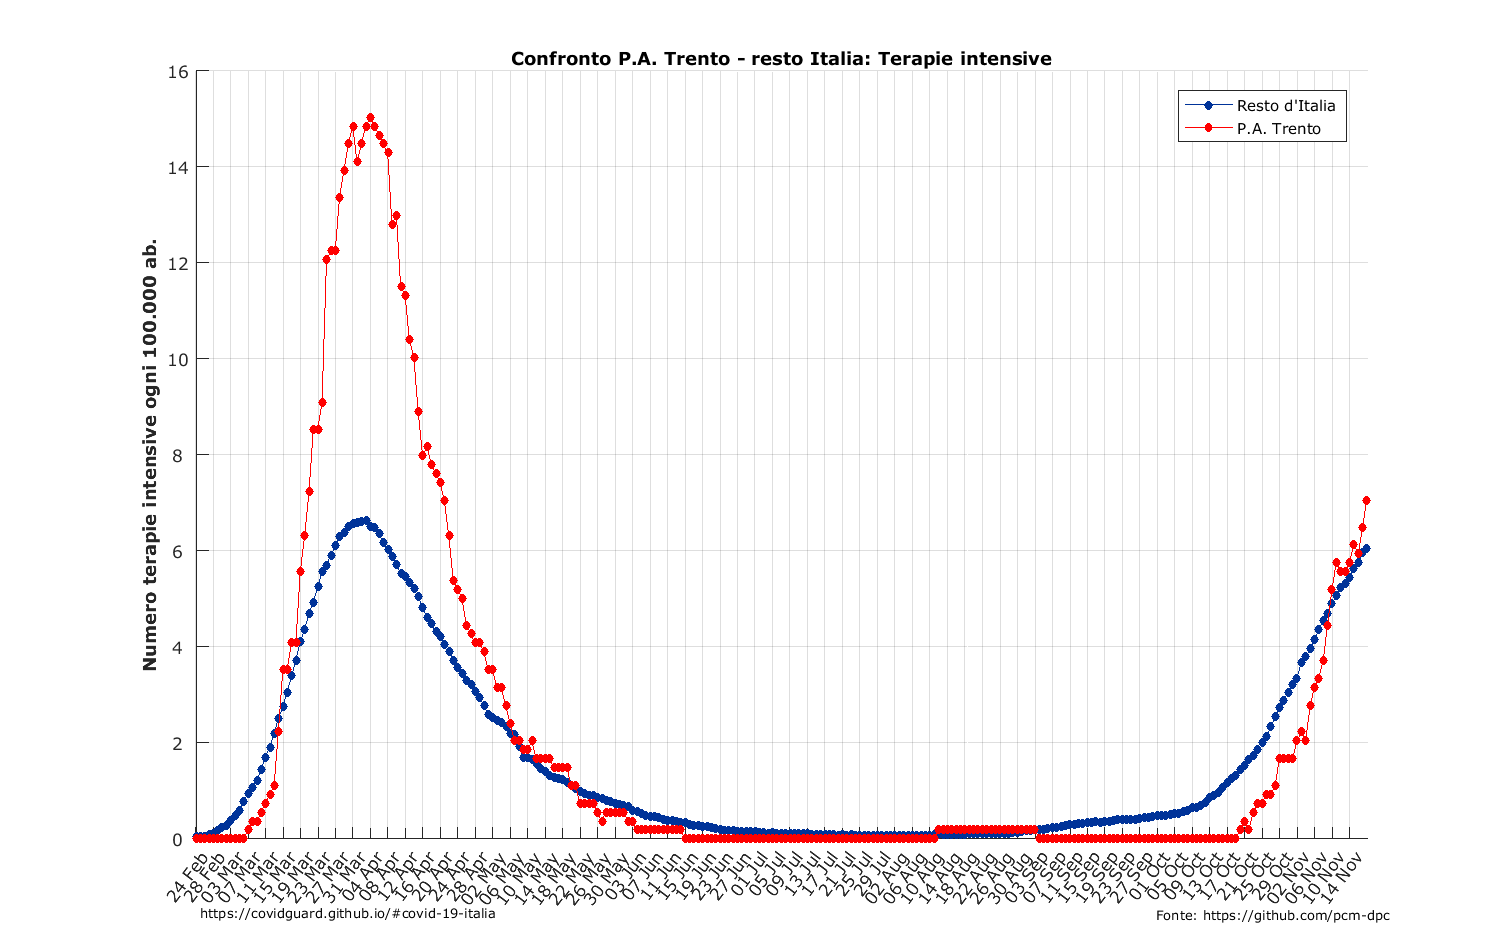 Confronto P.A. Trento - resto Italia: Terapie intensive
Numero terapie intensive ogni 100.000 ab.
16
14
12
10
8
6
4
2
0
Resto d'Italia
P.A. Trento
24 Feb
28 Feb
03 Mar
07 Mar
11 Mar
15 Mar
19 Mar
23 Mar
27 Mar
31 Mar
04 Apr
08 Apr
12 Apr
16 Apr
20 Apr
24 Apr
28 Apr
02 May
06 May
10 May
14 May
18 May
22 May
26 May
30 May
03 Jun
07 Jun
11 Jun
15 Jun
19 Jun
23 Jun
27 Jun
01 Jul
05 Jul
09 Jul
13 Jul
17 Jul
21 Jul
25 Jul
29 Jul
02 Aug
06 Aug
10 Aug
14 Aug
18 Aug
22 Aug
26 Aug
30 Aug
03 Sep
07 Sep
11 Sep
15 Sep
19 Sep
23 Sep
27 Sep
01 Oct
05 Oct
09 Oct
13 Oct
17 Oct
21 Oct
25 Oct
29 Oct
02 Nov
06 Nov
10 Nov
14 Nov
https://covidguard.github.io/#covid-19-italia
Fonte: https://github.com/pcm-dpc